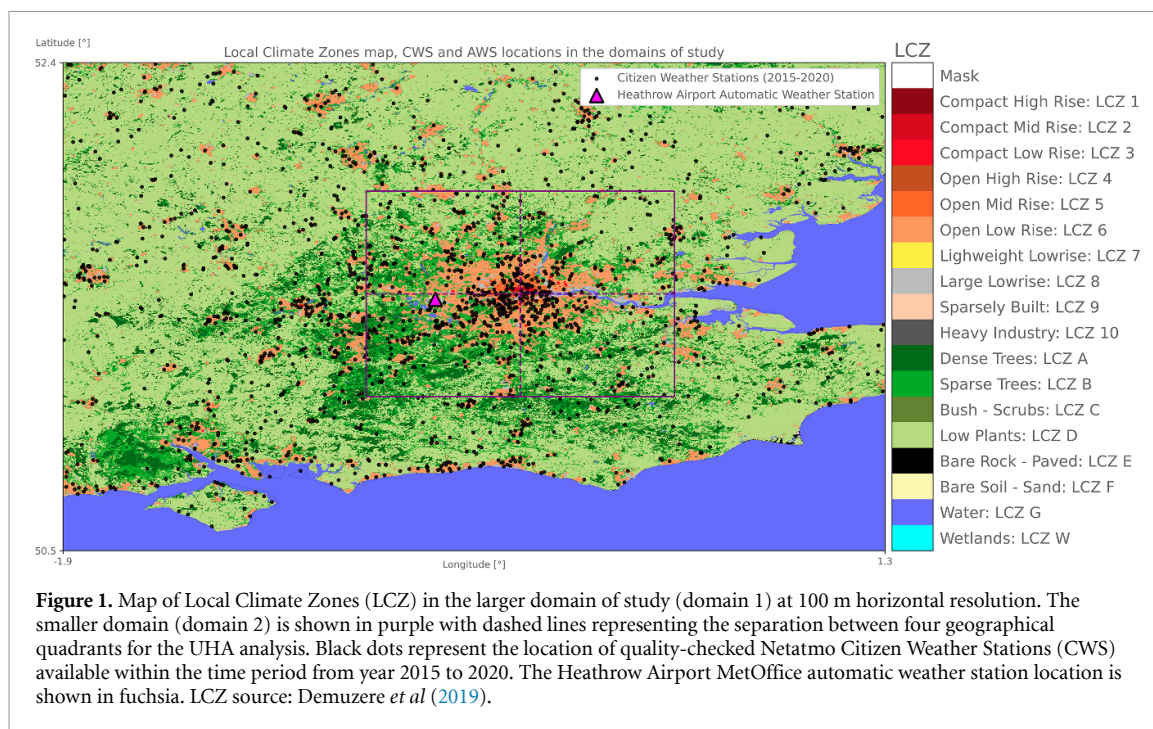 Latitude [°]
Local Climate Zones map, CWS and AWS locations in the domains of study
LCZ
52.4
Citizen Weather Stations (2015-2020)
Heathrow Airport Automatic Weather Station
Mask
Compact High Rise: LCZ 1
Compact Mid Rise: LCZ 2
Compact Low Rise: LCZ 3
Open High Rise: LCZ 4
Open Mid Rise: LCZ 5
Open Low Rise: LCZ 6
Lighweight Lowrise: LCZ 7
Large Lowrise: LCZ 8
Sparsely Built: LCZ 9
Heavy Industry: LCZ 10
Dense Trees: LCZ A
Sparse Trees: LCZ B
Bush - Scrubs: LCZ C
Low Plants: LCZ D
Bare Rock - Paved: LCZ E
Bare Soil - Sand: LCZ F
Water: LCZ G
Wetlands: LCZ W
50.5
-1.9
Longitude [°]
1.3
Figure 1. Map of Local Climate Zones (LCZ) in the larger domain of study (domain 1) at 100 m horizontal resolution. The
smaller domain (domain 2) is shown in purple with dashed lines representing the separation between four geographical
quadrants for the UHA analysis. Black dots represent the location of quality-checked Netatmo Citizen Weather Stations (CWS)
available within the time period from year 2015 to 2020. The Heathrow Airport MetOffice automatic weather station location is
shown in fuchsia. LCZ source: Demuzere et al (2019).